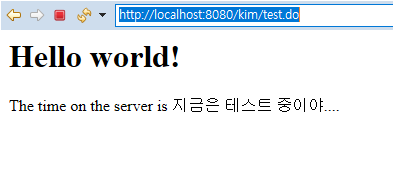 http://localhost:8080/kim/test.do
Hello world!
The time on the server is 지금은 테스트 중이야....